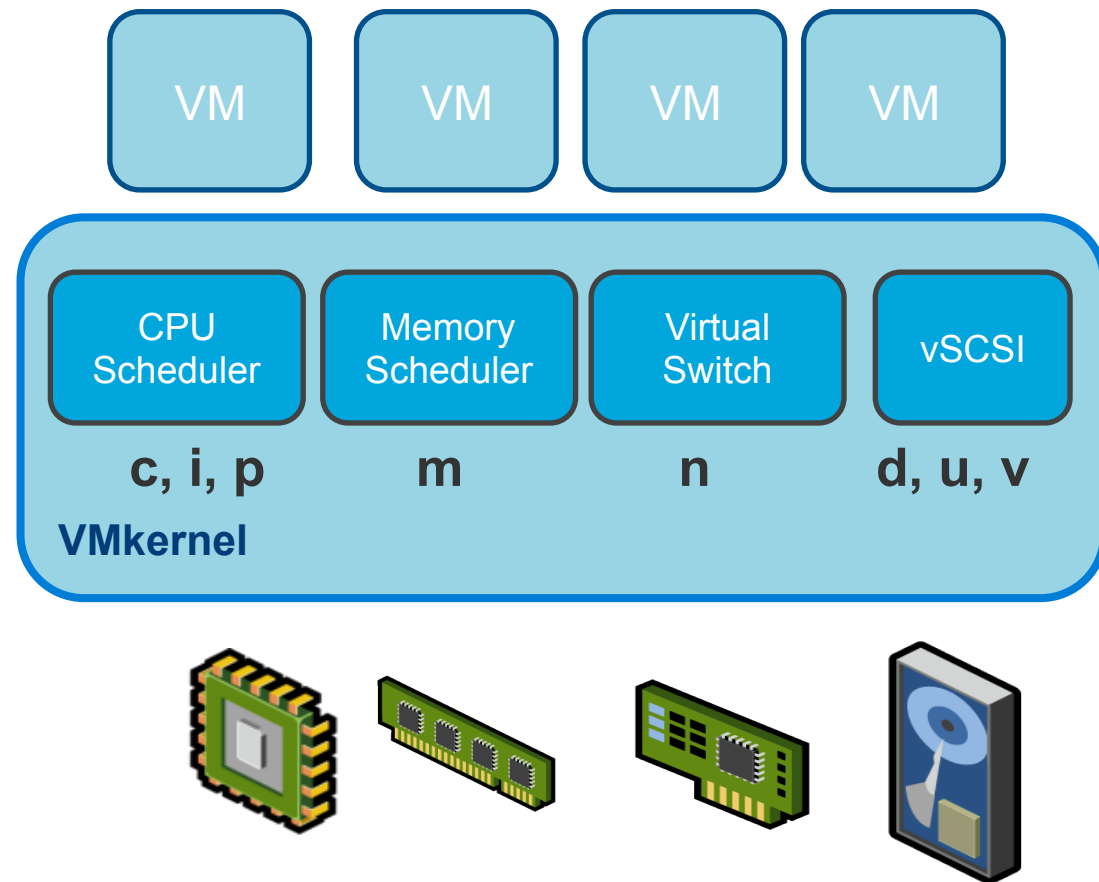 VM VM VM VM
CPU Scheduler
Memory Scheduler
Virtual Switch
vSCSI
c, i, p
m
n
d, u, v
VMkernel